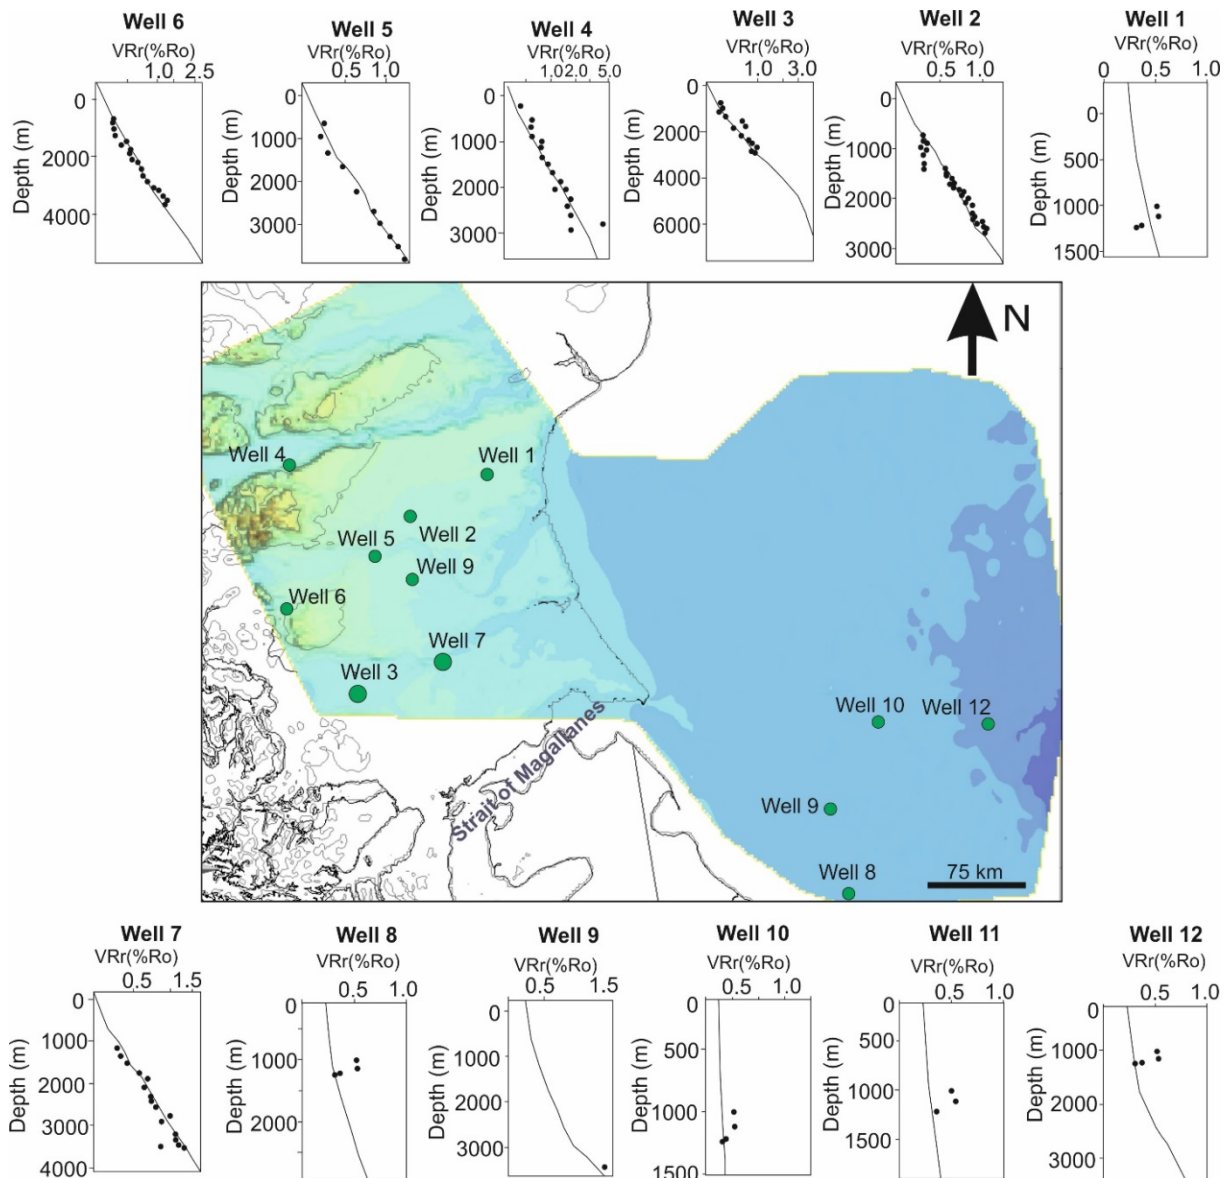 Well 6
VRr(%Ro)
1.0 2.5
Depth (m)
0
2000
4000
Well 5
VRr(%Ro)
0.5 1.0
Depth (m)
0
1000
2000
3000
Well 4
VRr(%Ro)
1.0 2.0 5.0
Depth (m)
0
1000
2000
3000
Well 3
VRr(%Ro)
1.0 3.0
Depth (m)
0
2000
4000
6000
Well 2
VRr(%Ro)
0.5 1.0
Depth (m)
0
1000
2000
3000
Well 1
VRr(%Ro)
0 0.5 1.0
Depth (m)
0
500
1000
1500
N
Well 4
Well 1
Well 2
Well 5
Well 9
Well 6
Well 7
Well 3
Strait of Magallanes
Well 10
Well 12
Well 9
Well 8
75 km
Well 7
VRr(%Ro)
0.5 1.5
Depth (m)
0
1000
2000
3000
4000
Well 8
VRr(%Ro)
0 0.5 1.0
Depth (m)
0
1000
2000
Well 9
VRr(%Ro)
0.5 1.5
Depth (m)
0
1000
2000
3000
Well 10
VRr(%Ro)
0.5
Depth (m)
0
500
1000
1500
Well 11
VRr(%Ro)
0 0.5 1.0
Depth (m)
0
500
1000
1500
Well 12
VRr(%Ro)
0 0.5 1.0
Depth (m)
0
1000
2000
3000